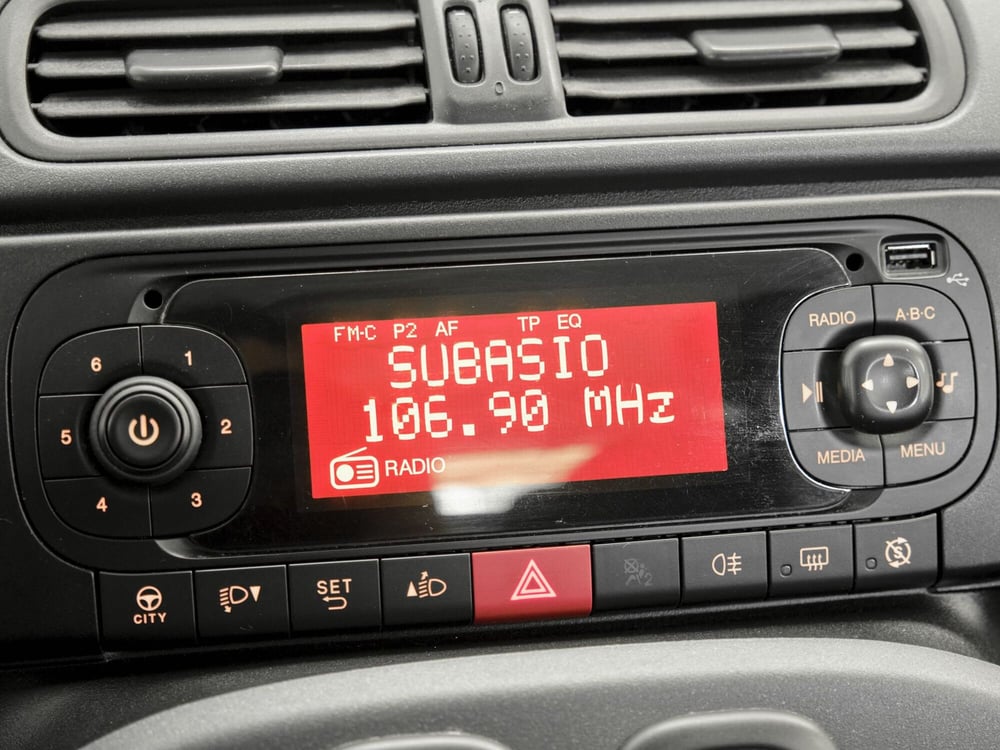 RADIO A·B·C
FM-C P2 AF TP EQ
SUBASIO
106.90 MHz
RADIO
6 1
5 2
4 3
MEDIA MENU
CITY
SET
2